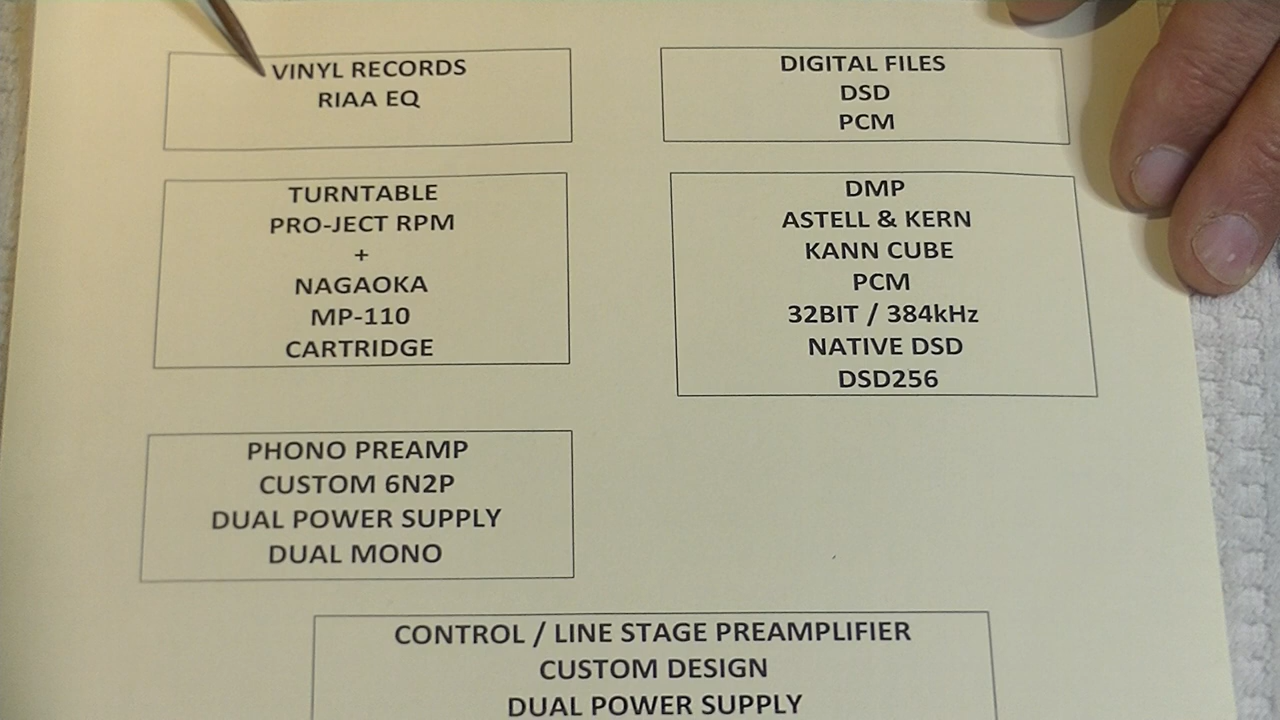 VINYL RECORDS
RIAA EQ
DIGITAL FILES
DSD
PCM
TURNTABLE
PRO-JECT RPM
+
NAGAOKA
MP-110
CARTRIDGE
DMP
ASTELL & KERN
KANN CUBE
PCM
32BIT / 384kHz
NATIVE DSD
DSD256
PHONO PREAMP
CUSTOM 6N2P
DUAL POWER SUPPLY
DUAL MONO
CONTROL / LINE STAGE PREAMPLIFIER
CUSTOM DESIGN
DUAL POWER SUPPLY